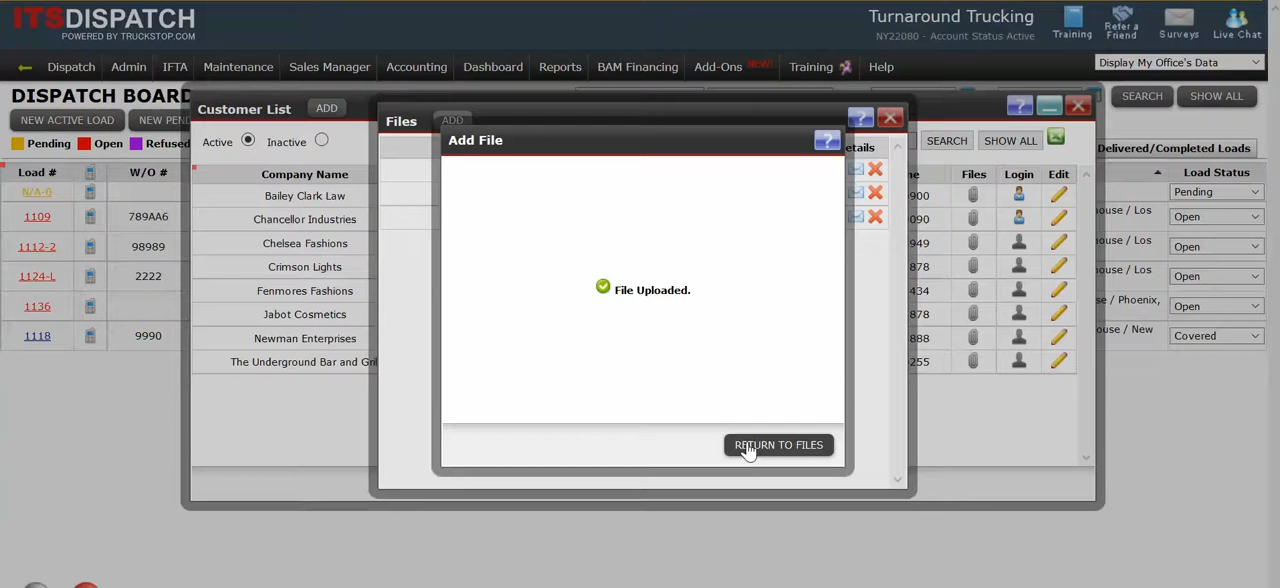 ITSDISPATCH
POWERED BY TRUCKSTOP.COM
Turnaround Trucking
NY22080 - Account Status Active
Training
Refer a Friend
Surveys
Live Chat
Dispatch Admin IFTA Maintenance Sales Manager Accounting Dashboard Reports BAM Financing Add-Ons NEW! Training Help
Display My Office's Data
DISPATCH BOARD
SEARCH SHOW ALL
NEW ACTIVE LOAD NEW PEND
Pending Open Refused
Delivered/Completed Loads
Load # W/O # Load Status
N/A-0 Pending
1109 789AA6 house / Los Open
1112-2 98989 house / Los Open
1124-L 2222 house / Los Open
1136 se / Phoenix, Open
1118 9990 ouse / New Covered
Customer List ADD
Active Inactive
SEARCH SHOW ALL
Company Name ne Files Login Edit
Bailey Clark Law 900
Chancellor Industries 090
Chelsea Fashions 949
Crimson Lights 878
Fenmores Fashions 434
Jabot Cosmetics 878
Newman Enterprises 888
The Underground Bar and Gril 255
Files ADD
etails
Add File
File Uploaded.
RETURN TO FILES